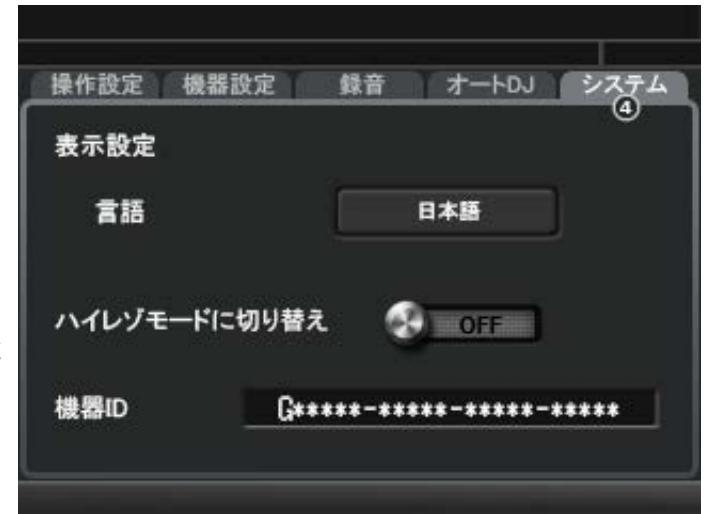 操作設定 機器設定 録音 オートDJ システム
④
表示設定
言語 日本語
ハイレゾモードに切り替え OFF
機器ID G*****-*****-*****-*****